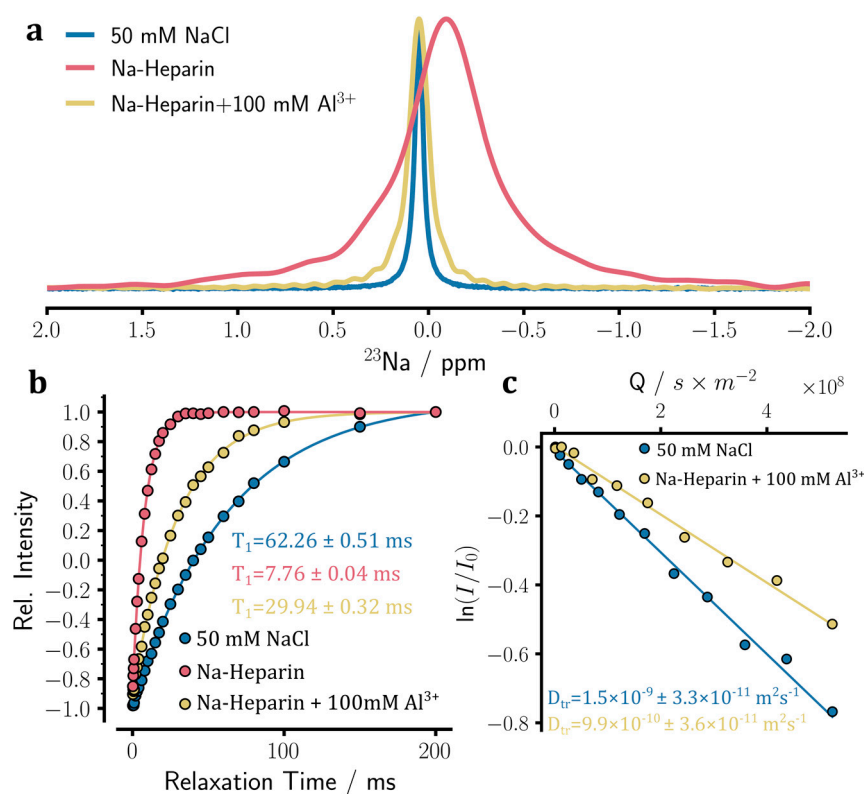 a
50 mM NaCl
Na-Heparin
Na-Heparin+100 mM Al³⁺
2.0 1.5 1.0 0.5 0.0 −0.5 −1.0 −1.5 −2.0
²³Na / ppm
b
Rel. Intensity
1.0
0.8
0.6
0.4
0.2
0.0
−0.2
−0.4
−0.6
−0.8
−1.0
T₁=62.26 ± 0.51 ms
T₁=7.76 ± 0.04 ms
T₁=29.94 ± 0.32 ms
50 mM NaCl
Na-Heparin
Na-Heparin + 100mM Al³⁺
0 100 200
Relaxation Time / ms
c
Q / s × m⁻²
×10⁸
0 2 4
ln(I/I₀)
0.0
−0.2
−0.4
−0.6
−0.8
50 mM NaCl
Na-Heparin + 100 mM Al³⁺
Dₜᵣ=1.5×10⁻⁹ ± 3.3×10⁻¹¹ m²s⁻¹
Dₜᵣ=9.9×10⁻¹⁰ ± 3.6×10⁻¹¹ m²s⁻¹